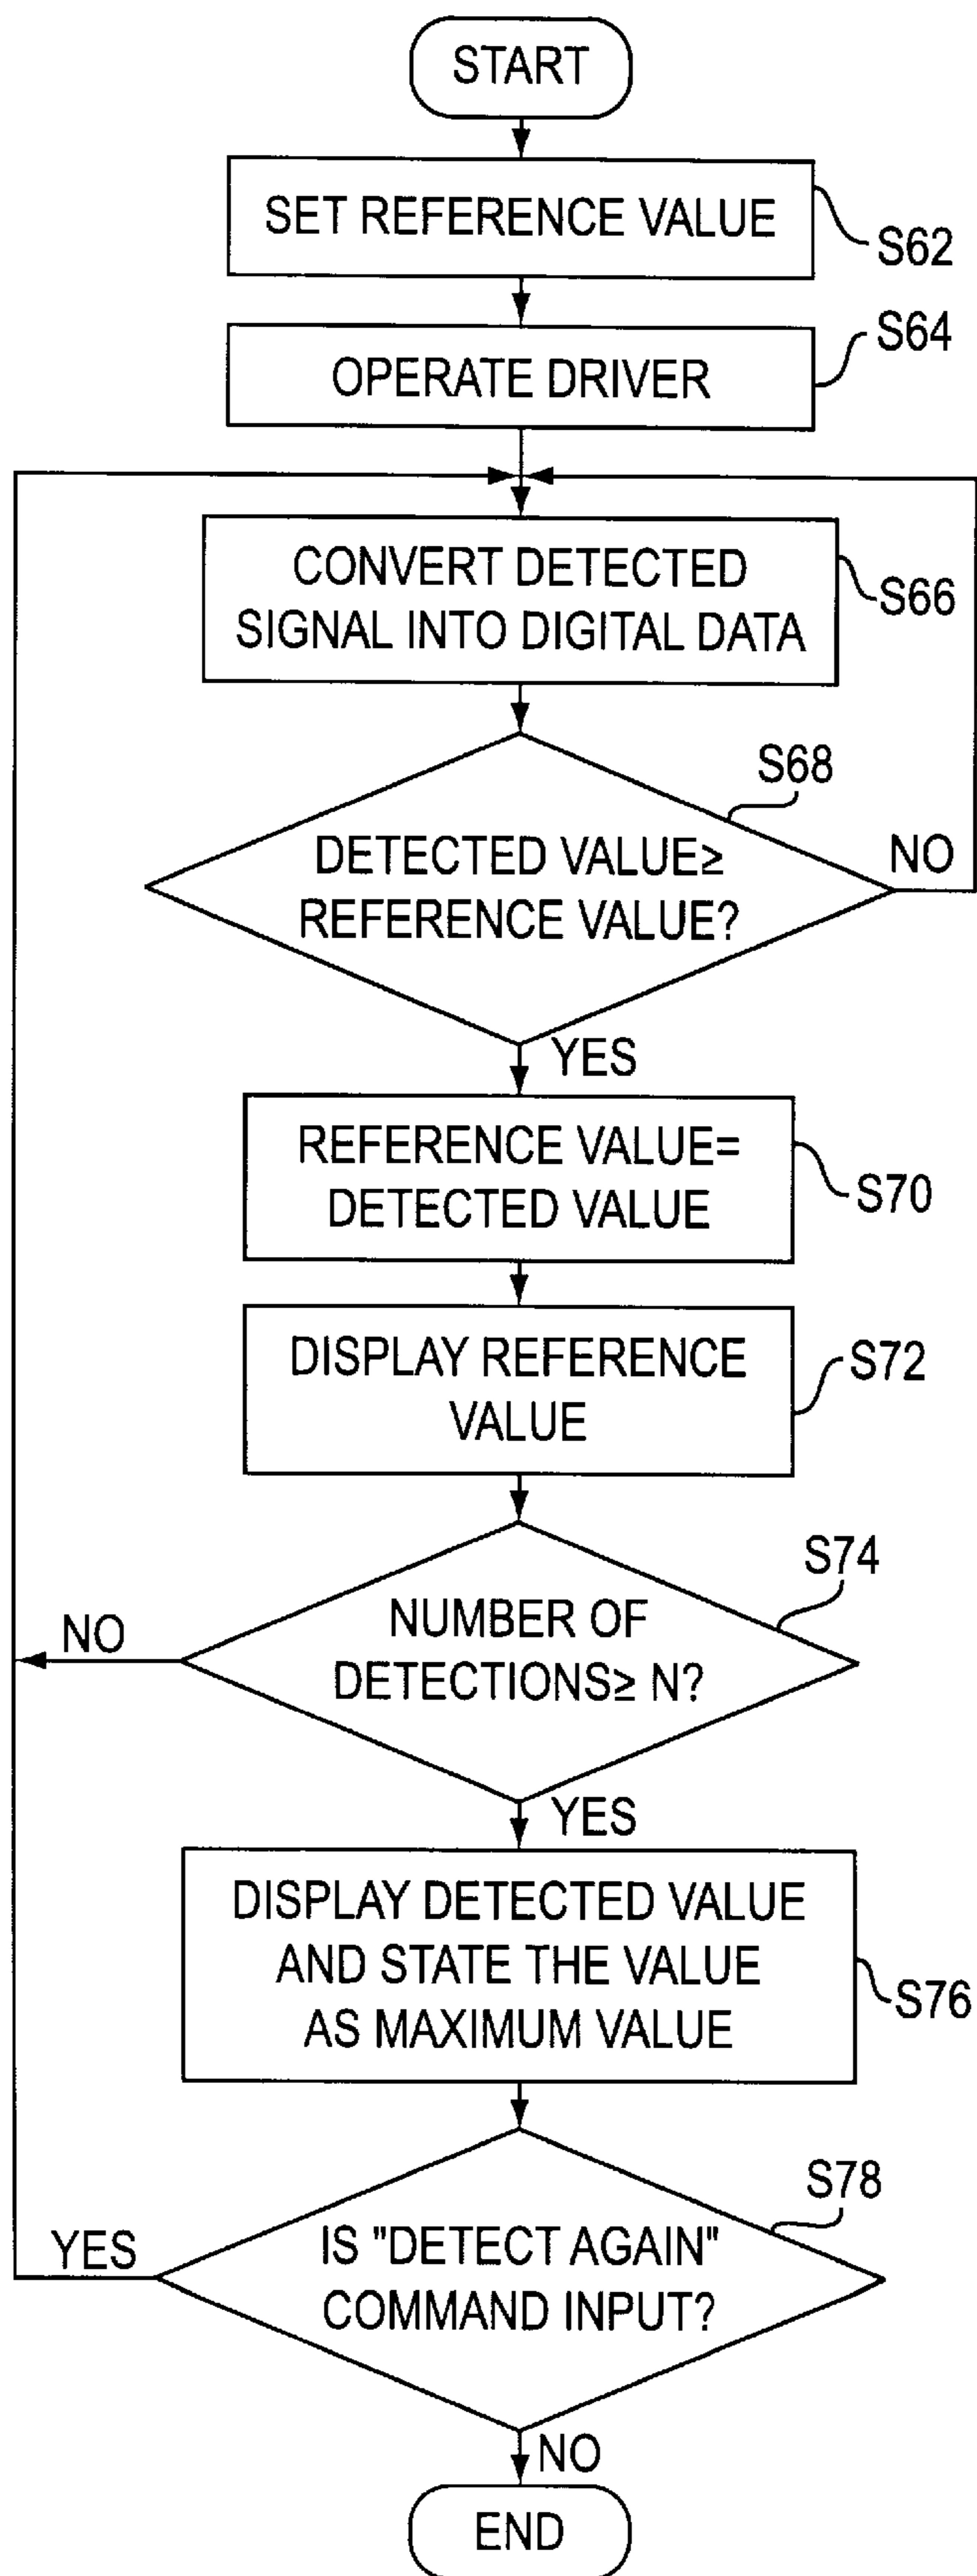 START
SET REFERENCE VALUE
S62
S64
OPERATE DRIVER
CONVERT DETECTED
SIGNAL INTO DIGITAL DATA
S66
S68
DETECTED VALUE≥
REFERENCE VALUE?
NO
YES
REFERENCE VALUE=
DETECTED VALUE
S70
DISPLAY REFERENCE
VALUE
S72
S74
NUMBER OF
DETECTIONS≥ N?
NO
YES
DISPLAY DETECTED VALUE
AND STATE THE VALUE
AS MAXIMUM VALUE
S76
S78
IS "DETECT AGAIN"
COMMAND INPUT?
YES
NO
END